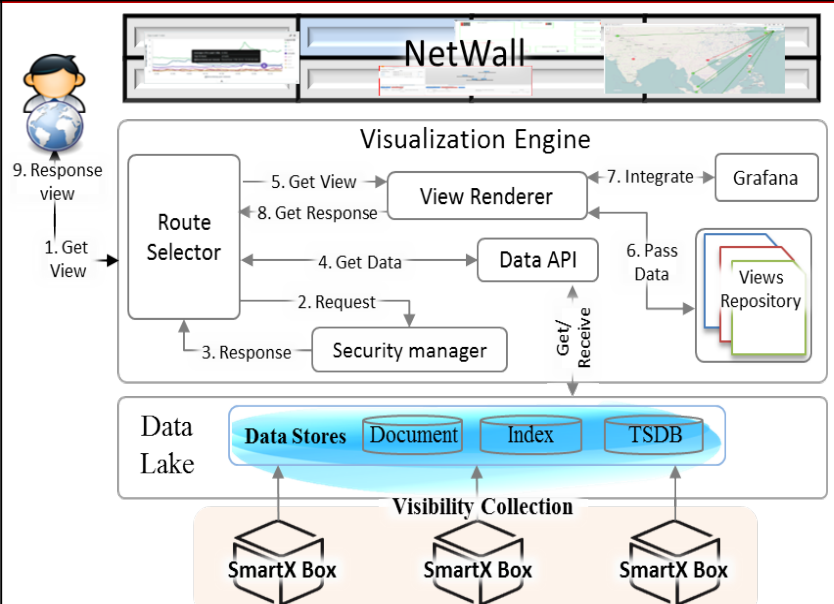 NetWall
Visualization Engine
9. Response
view
1. Get
View
Route
Selector
5. Get View
8. Get Response
View Renderer
7. Integrate
Grafana
4. Get Data
Data API
6. Pass
Data
Views
Repository
2. Request
3. Response
Security manager
Get/
Receive
Data
Lake
Data Stores
Document
Index
TSDB
Visibility Collection
SmartX Box
SmartX Box
SmartX Box